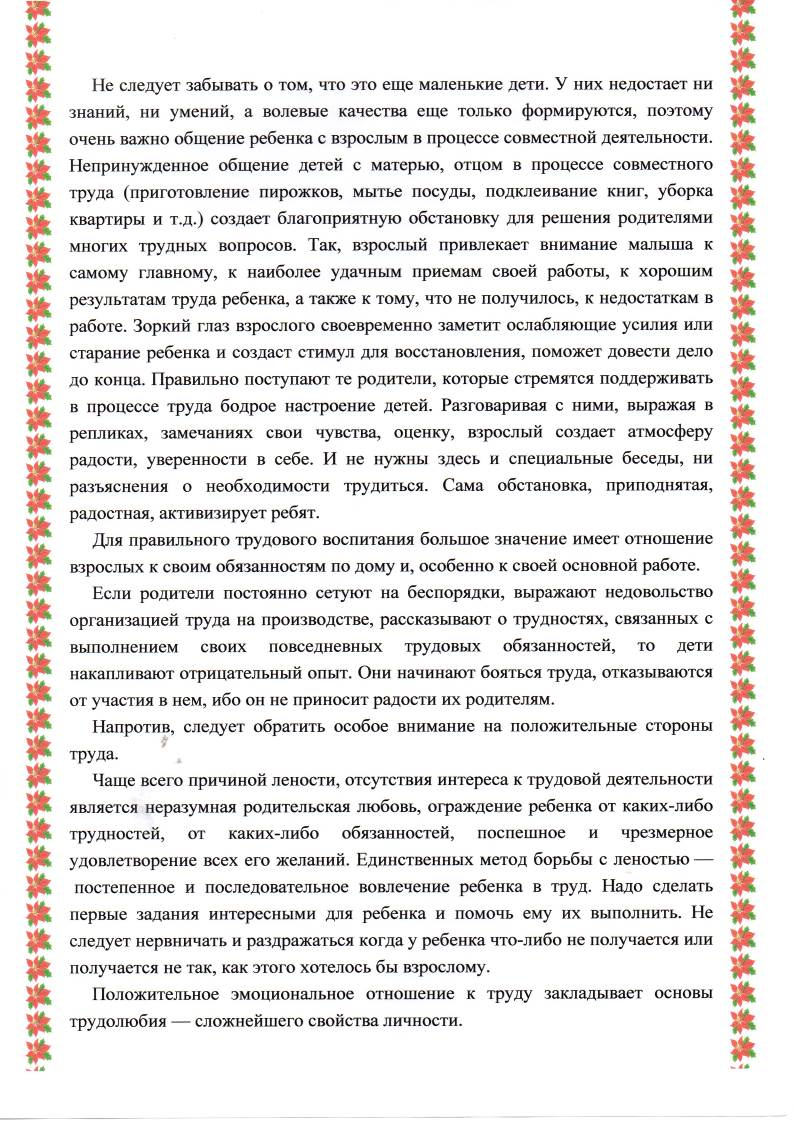 Не следует забывать о том, что это еще маленькие дети. У них недостает ни
знаний, ни умений, а волевые качества еще только формируются, поэтому
очень важно общение ребенка с взрослым в процессе совместной деятельности.
Непринужденное общение детей с матерью, отцом в процессе совместного
труда (приготовление пирожков, мытье посуды, подклеивание книг, уборка
квартиры и т.д.) создает благоприятную обстановку для решения родителями
многих трудных вопросов. Так, взрослый привлекает внимание малыша к
самому главному, к наиболее удачным приемам своей работы, к хорошим
результатам труда ребенка, а также к тому, что не получилось, к недостаткам в
работе. Зоркий глаз взрослого своевременно заметит ослабляющие усилия или
старание ребенка и создаст стимул для восстановления, поможет довести дело
до конца. Правильно поступают те родители, которые стремятся поддерживать
в процессе труда бодрое настроение детей. Разговаривая с ними, выражая в
репликах, замечаниях свои чувства, оценку, взрослый создает атмосферу
радости, уверенности в себе. И не нужны здесь и специальные беседы, ни
разъяснения о необходимости трудиться. Сама обстановка, приподнятая,
радостная, активизирует ребят.
Для правильного трудового воспитания большое значение имеет отношение
взрослых к своим обязанностям по дому и, особенно к своей основной работе.
Если родители постоянно сетуют на беспорядки, выражают недовольство
организацией труда на производстве, рассказывают о трудностях, связанных с
выполнением своих повседневных трудовых обязанностей, то дети
накапливают отрицательный опыт. Они начинают бояться труда, отказываются
от участия в нем, ибо он не приносит радости их родителям.
Напротив, следует обратить особое внимание на положительные стороны
труда.
Чаще всего причиной лености, отсутствия интереса к трудовой деятельности
является неразумная родительская любовь, ограждение ребенка от каких-либо
трудностей, от каких-либо обязанностей, поспешное и чрезмерное
удовлетворение всех его желаний. Единственных метод борьбы с леностью —
постепенное и последовательное вовлечение ребенка в труд. Надо сделать
первые задания интересными для ребенка и помочь ему их выполнить. Не
следует нервничать и раздражаться когда у ребенка что-либо не получается или
получается не так, как этого хотелось бы взрослому.
Положительное эмоциональное отношение к труду закладывает основы
трудолюбия — сложнейшего свойства личности.